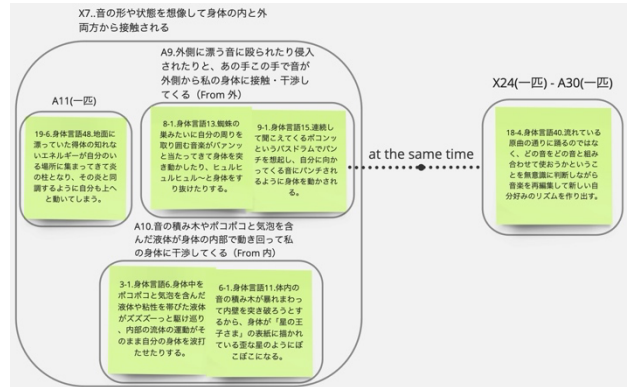 X7..音の形や状態を想像して身体の内と外
両方から接触される
A9.外側に漂う音に殴られたり侵入
されたりと、あの手この手で音が
外側から私の身体に接触・干渉し
てくる（From 外）
A11(一匹)
19-6.身体言語48.地面に
漂っていた得体の知れな
いエネルギーが自分のい
る場所に集まってきて炎
の柱となり、その炎と同
調するように自分も上へ
と動いてしまう。
8-1.身体言語13.蜘蛛の
巣みたいに自分の周りを
取り囲む音楽がバァンッ
と当たってきて身体を突
き動かしたり、ヒュルヒ
ュルヒュル〜と身体をす
り抜けたりする。
9-1.身体言語15.連続し
て聞こえてくるボコンッ
というバスドラムでパン
チを想起し、自分に向か
ってくる音にパンチされ
るように身体を動かされ
る。
A10.音の積み木やポコポコと気泡を含
んだ液体が身体の内部で動き回って私
の身体に干渉してくる（From 内）
3-1.身体言語6.身体中を
ポコポコと気泡を含んだ
液体や粘性を帯びた液体
がズズズーっと駆け巡り
、内部の流体の運動がそ
のまま自分の身体を波打
たせたりする。
6-1.身体言語11.体内の
音の積み木が暴れまわっ
て内壁を突き破ろうとす
るから、身体が「星の王
子さま」の表紙に描かれ
ている歪な星のようにぼ
こぼこになる。
at the same time
X24(一匹) - A30(一匹)
18-4.身体言語40.流れている
原曲の通りに踊るのではな
く、どの音をどの音と組み合
わせて使おうかというこ
とを無意識に判断しながら
音楽を再編集して新しい自
分好みのリズムを作り出す。